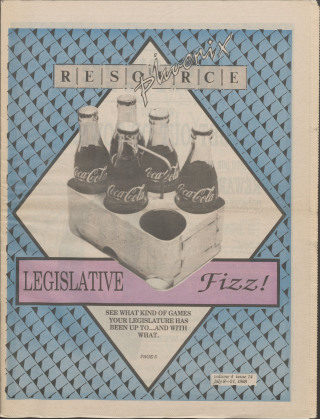 Phoenix
RESOURCE
Coca-Cola
Coca-Cola
Coca-Cola
LEGISLATIVE Fizz!
SEE WHAT KIND OF GAMES
YOUR LEGISLATURE HAS
BEEN UP TO...AND WITH
WHAT.